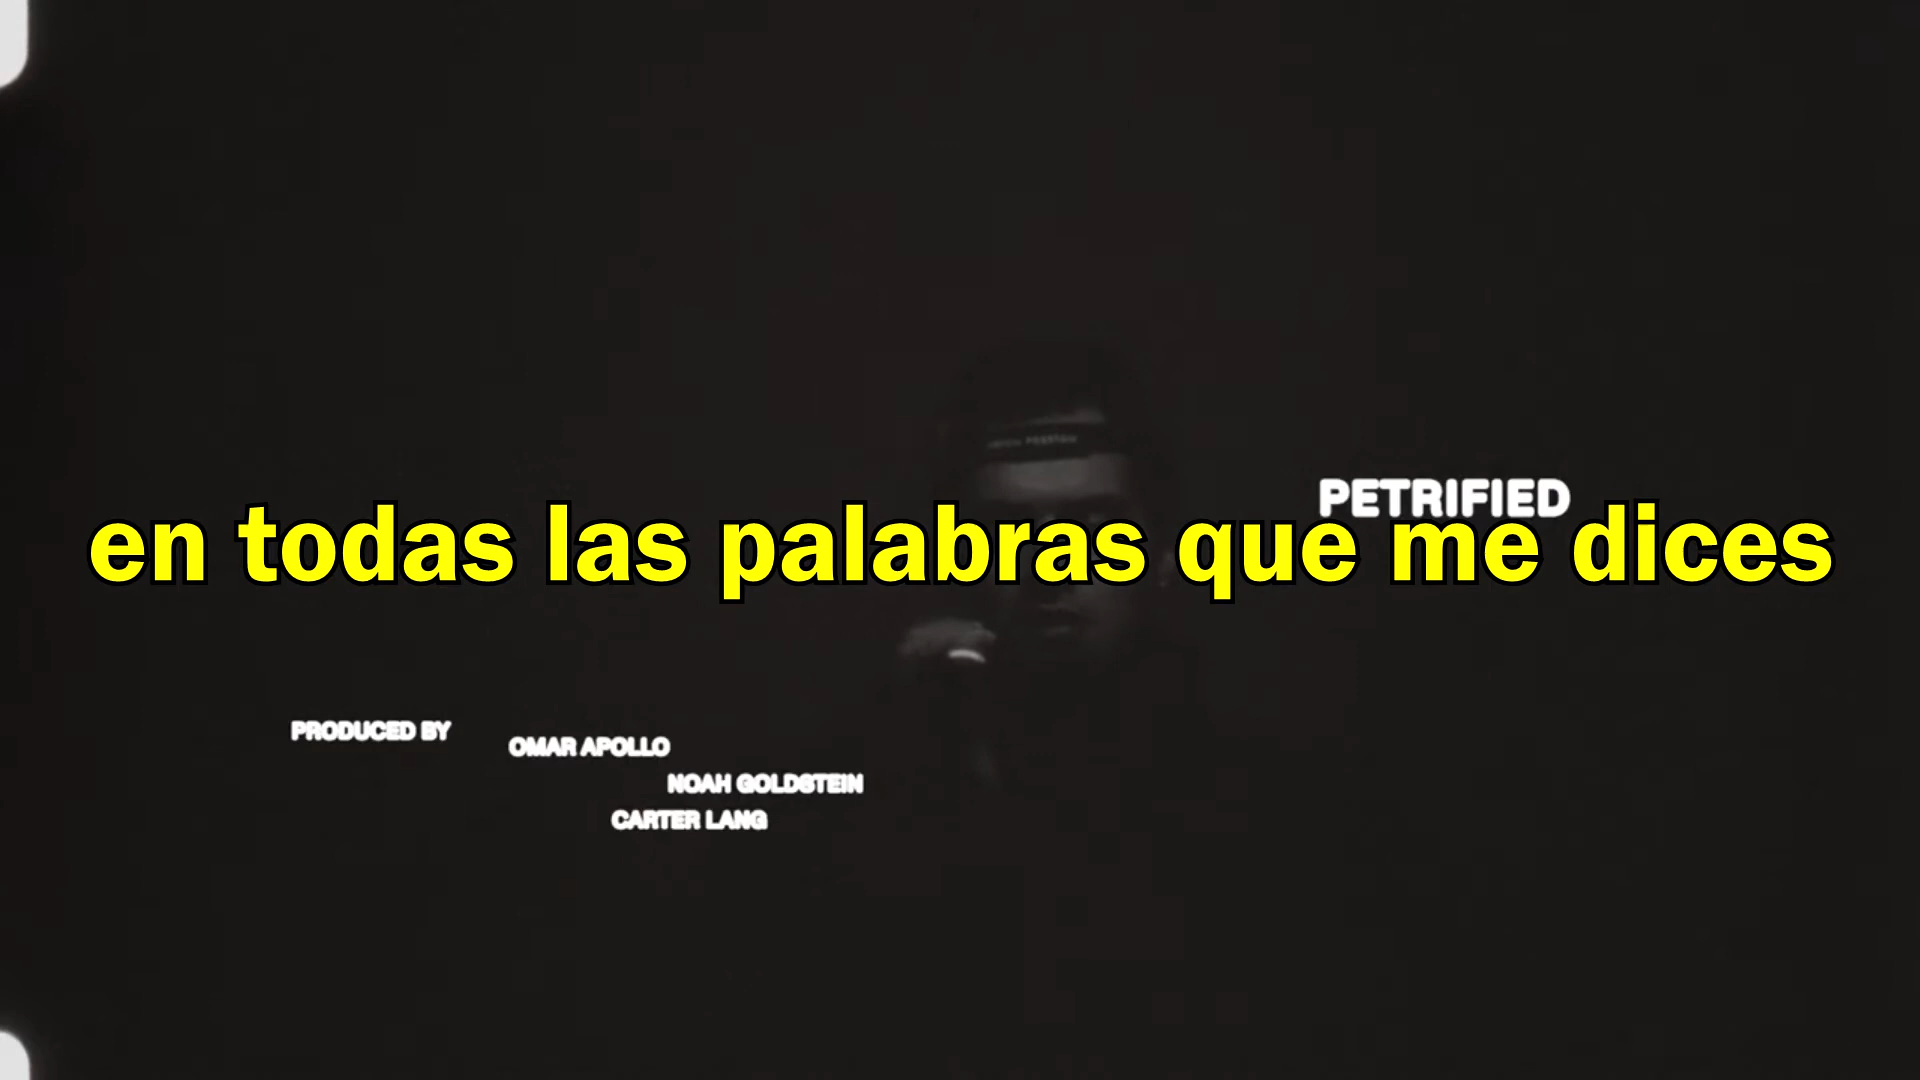 PETRIFIED
en todas las palabras que me dices
PRODUCED BY
OMAR APOLLO
NOAH GOLDSTEIN
CARTER LANG